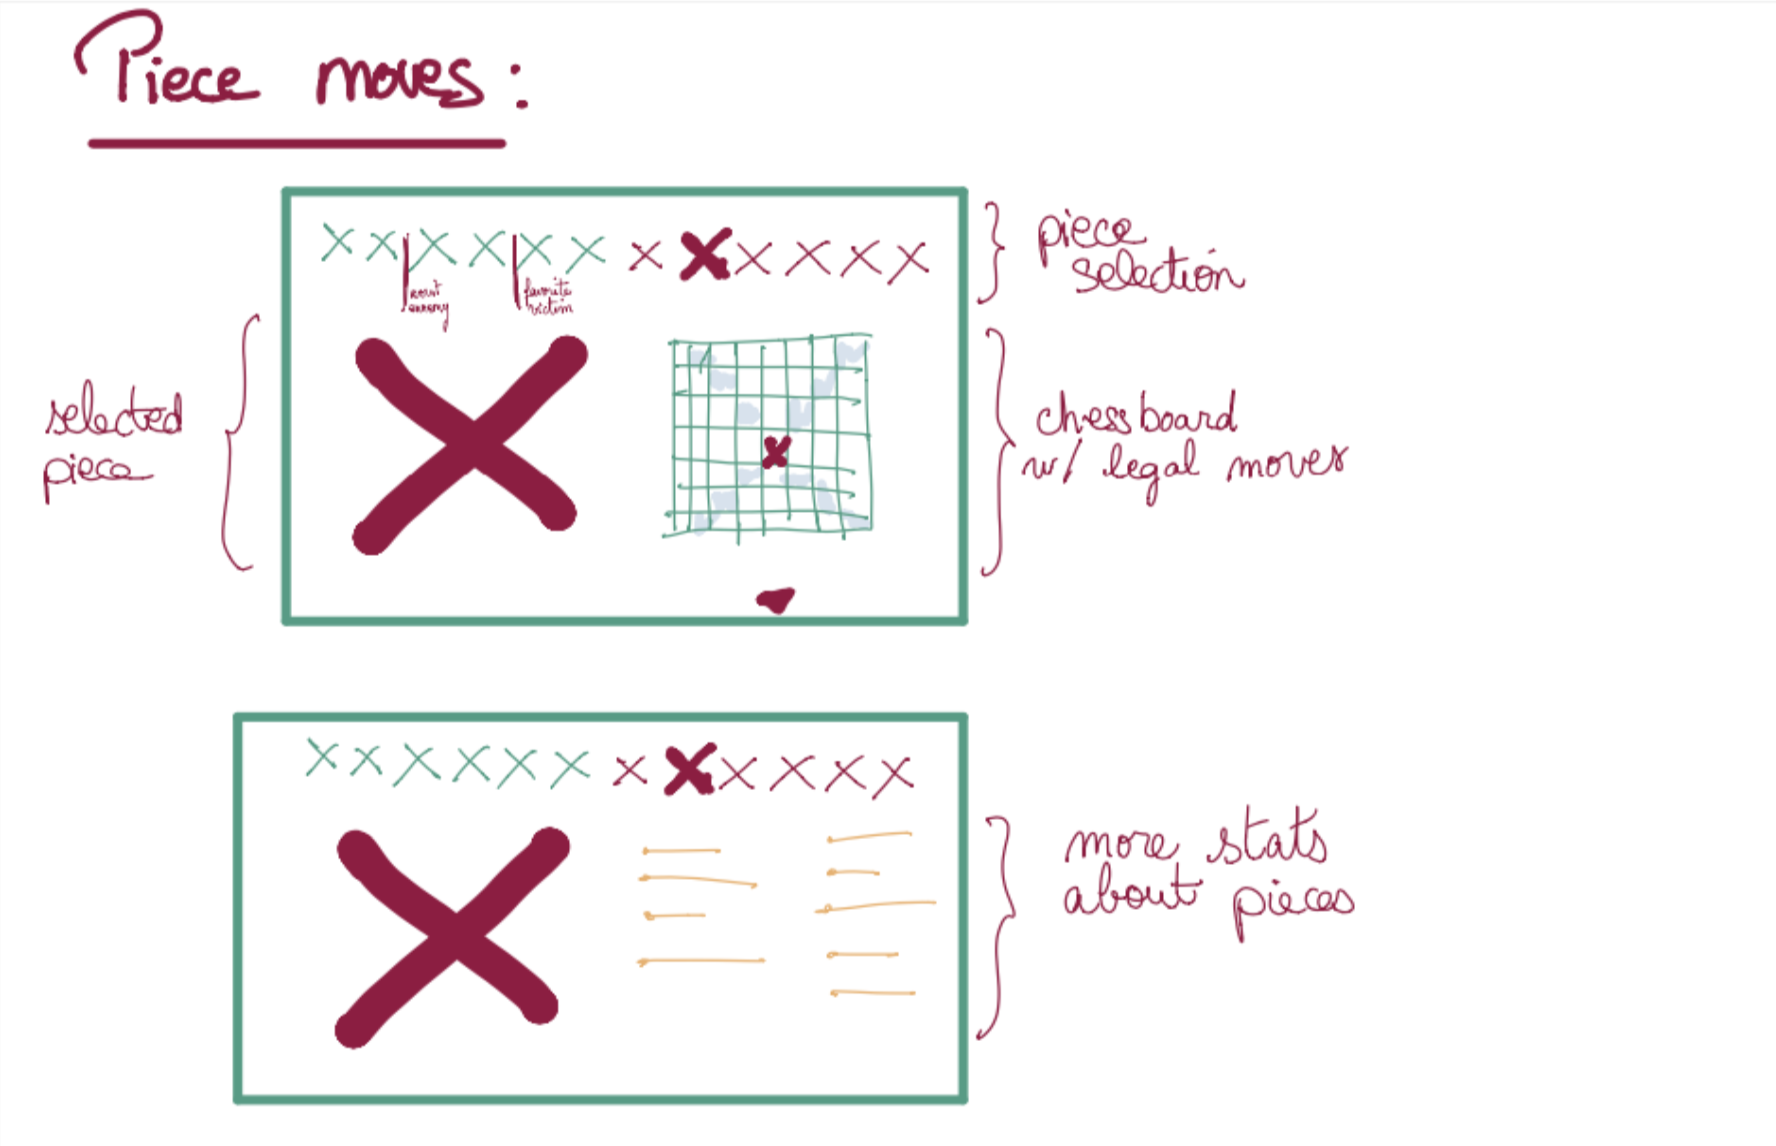 Piece moves:
piece
selection
worst
enemy
favorite
victim
selected
piece
chessboard
w/ legal moves
more stats
about pieces